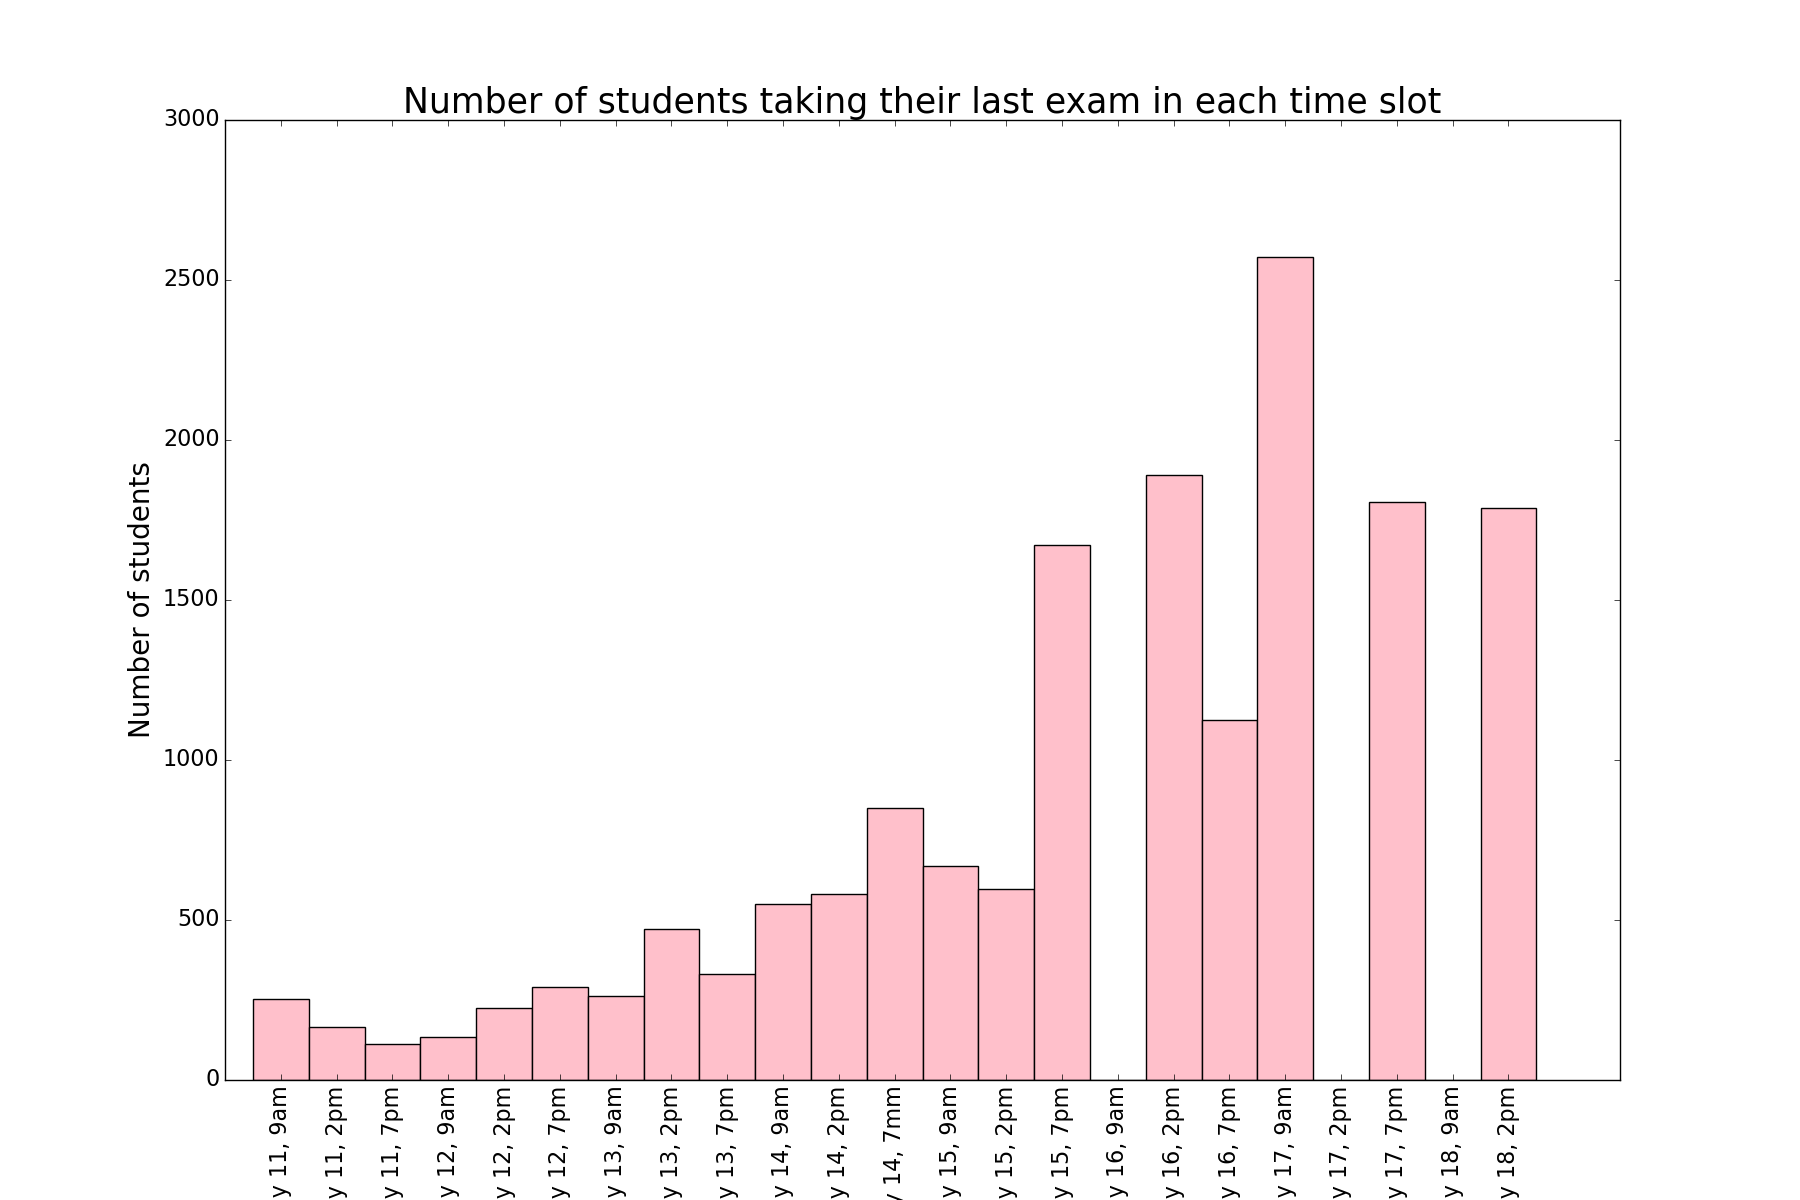 Number of students taking their last exam in each time slot
Number of students
3000
2500
2000
1500
1000
500
0
y 11, 9am
y 11, 2pm
y 11, 7pm
y 12, 9am
y 12, 2pm
y 12, 7pm
y 13, 9am
y 13, 2pm
y 13, 7pm
y 14, 9am
y 14, 2pm
y 14, 7mm
y 15, 9am
y 15, 2pm
y 15, 7pm
y 16, 9am
y 16, 2pm
y 16, 7pm
y 17, 9am
y 17, 2pm
y 17, 7pm
y 18, 9am
y 18, 2pm